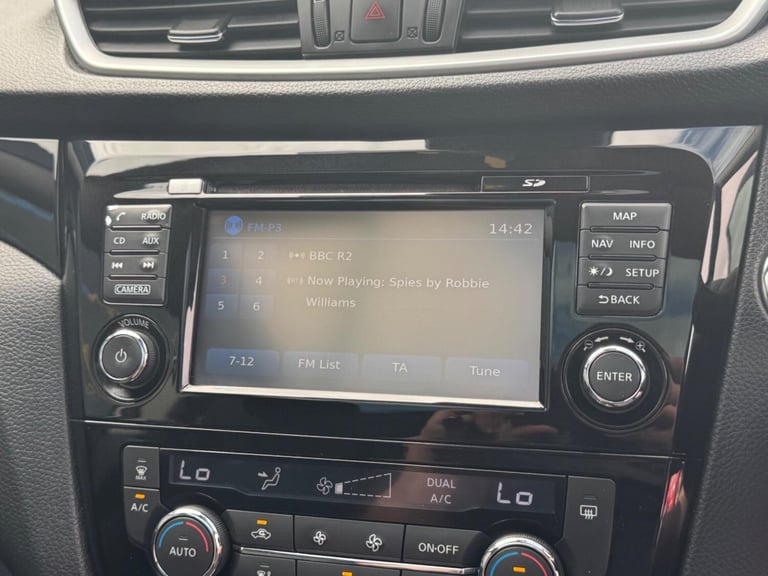 SD
RADIO
CD AUX
CAMERA
VOLUME
FM-P3 14:42
1 2 BBC R2
3 4 Now Playing: Spies by Robbie
Williams
5 6
7-12 FM List TA Tune
MAP
NAV INFO
SETUP
BACK
ENTER
MAX
Lo
DUAL
A/C
Lo
A/C
AUTO
ON·OFF